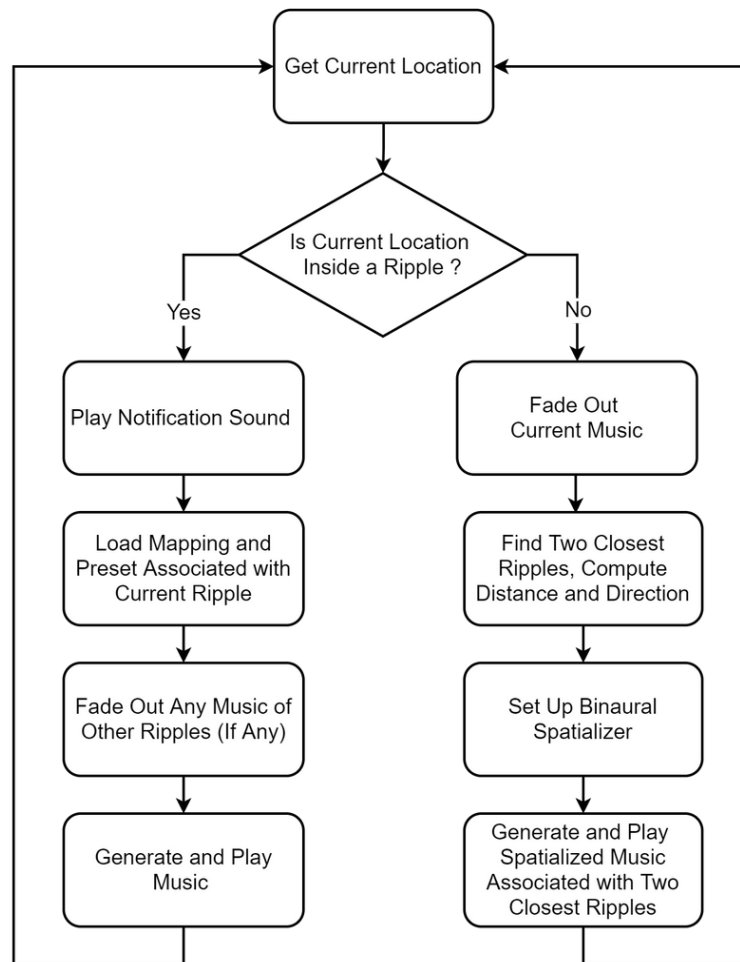 Get Current Location
Is Current Location
Inside a Ripple ?
Yes
No
Play Notification Sound
Load Mapping and
Preset Associated with
Current Ripple
Fade Out Any Music of
Other Ripples (If Any)
Generate and Play
Music
Fade Out
Current Music
Find Two Closest
Ripples, Compute
Distance and Direction
Set Up Binaural
Spatializer
Generate and Play
Spatialized Music
Associated with Two
Closest Ripples